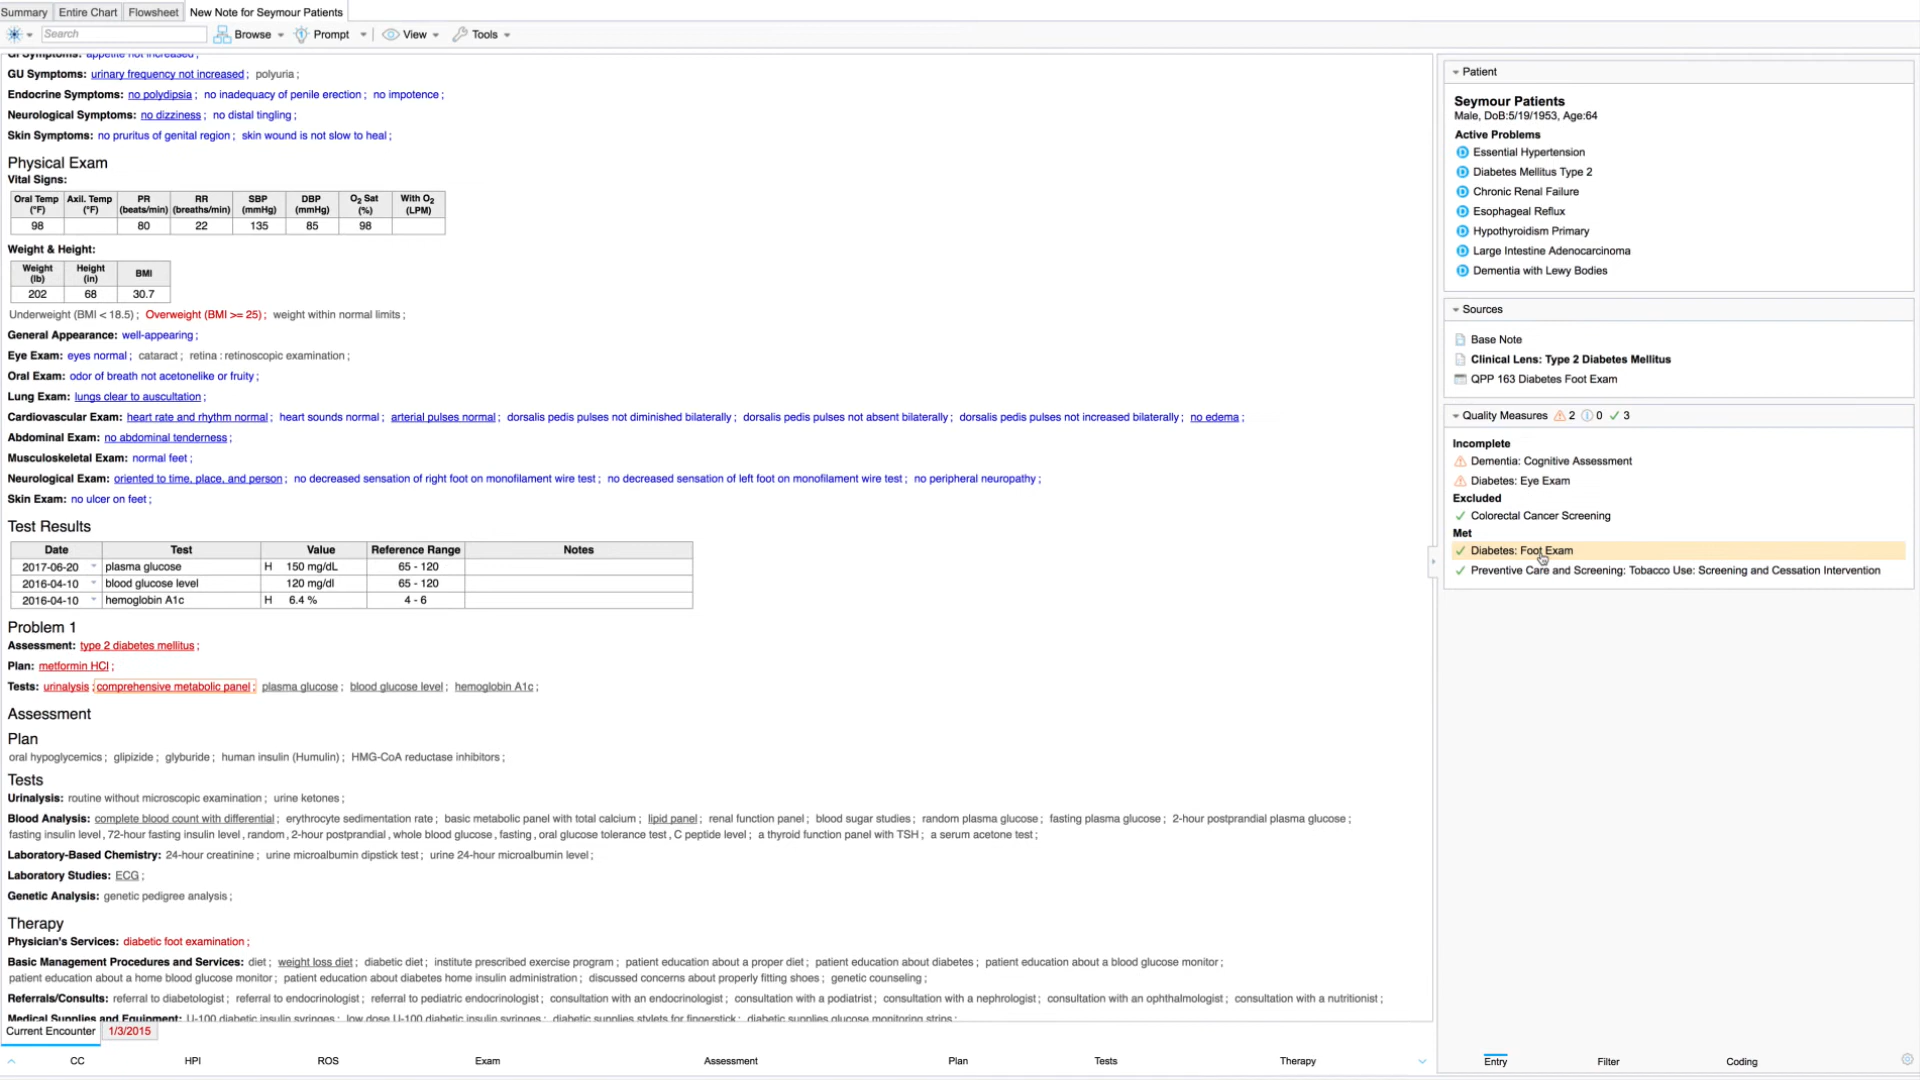 Summary Entire Chart Flowsheet New Note for Seymour Patients
Search Browse Prompt View Tools
GI Symptoms: appetite not increased ;
GU Symptoms: urinary frequency not increased ; polyuria ;
Endocrine Symptoms: no polydipsia ; no inadequacy of penile erection ; no impotence ;
Neurological Symptoms: no dizziness ; no distal tingling ;
Skin Symptoms: no pruritus of genital region ; skin wound is not slow to heal ;
Physical Exam
Vital Signs:
Oral Temp (°F) Axil. Temp (°F) PR (beats/min) RR (breaths/min) SBP (mmHg) DBP (mmHg) O2 Sat (%) With O2 (LPM)
98 80 22 135 85 98
Weight & Height:
Weight (lb) Height (in) BMI
202 68 30.7
Underweight (BMI < 18.5) ; Overweight (BMI >= 25) ; weight within normal limits ;
General Appearance: well-appearing ;
Eye Exam: eyes normal ; cataract ; retina : retinoscopic examination ;
Oral Exam: odor of breath not acetonelike or fruity ;
Lung Exam: lungs clear to auscultation ;
Cardiovascular Exam: heart rate and rhythm normal ; heart sounds normal ; arterial pulses normal ; dorsalis pedis pulses not diminished bilaterally ; dorsalis pedis pulses not absent bilaterally ; dorsalis pedis pulses not increased bilaterally ; no edema ;
Abdominal Exam: no abdominal tenderness ;
Musculoskeletal Exam: normal feet ;
Neurological Exam: oriented to time, place, and person ; no decreased sensation of right foot on monofilament wire test ; no decreased sensation of left foot on monofilament wire test ; no peripheral neuropathy ;
Skin Exam: no ulcer on feet ;
Test Results
Date Test Value Reference Range Notes
2017-06-20 plasma glucose H 150 mg/dL 65 - 120
2016-04-10 blood glucose level 120 mg/dl 65 - 120
2016-04-10 hemoglobin A1c H 6.4 % 4 - 6
Problem 1
Assessment: type 2 diabetes mellitus ;
Plan: metformin HCl ;
Tests: urinalysis ; comprehensive metabolic panel ; plasma glucose ; blood glucose level ; hemoglobin A1c ;
Assessment
Plan
oral hypoglycemics ; glipizide ; glyburide ; human insulin (Humulin) ; HMG-CoA reductase inhibitors ;
Tests
Urinalysis: routine without microscopic examination ; urine ketones ;
Blood Analysis: complete blood count with differential ; erythrocyte sedimentation rate ; basic metabolic panel with total calcium ; lipid panel ; renal function panel ; blood sugar studies ; random plasma glucose ; fasting plasma glucose ; 2-hour postprandial plasma glucose ;
fasting insulin level , 72-hour fasting insulin level , random , 2-hour postprandial , whole blood glucose , fasting , oral glucose tolerance test , C peptide level ; a thyroid function panel with TSH ; a serum acetone test ;
Laboratory-Based Chemistry: 24-hour creatinine ; urine microalbumin dipstick test ; urine 24-hour microalbumin level ;
Laboratory Studies: ECG ;
Genetic Analysis: genetic pedigree analysis ;
Therapy
Physician's Services: diabetic foot examination ;
Basic Management Procedures and Services: diet ; weight loss diet ; diabetic diet ; institute prescribed exercise program ; patient education about a proper diet ; patient education about diabetes ; patient education about a blood glucose monitor ;
patient education about a home blood glucose monitor ; patient education about diabetes home insulin administration ; discussed concerns about properly fitting shoes ; genetic counseling ;
Referrals/Consults: referral to diabetologist ; referral to endocrinologist ; referral to pediatric endocrinologist ; consultation with an endocrinologist ; consultation with a podiatrist ; consultation with a nephrologist ; consultation with an ophthalmologist ; consultation with a nutritionist ;
Medical Supplies and Equipment: U-100 diabetic insulin syringes ; low dose U-100 diabetic insulin syringes ; diabetic supplies stylets for fingerstick ; diabetic supplies glucose monitoring strips ;
Current Encounter 1/3/2015
CC HPI ROS Exam Assessment Plan Tests Therapy
Patient
Seymour Patients
Male, DoB:5/19/1953, Age:64
Active Problems
D Essential Hypertension
D Diabetes Mellitus Type 2
D Chronic Renal Failure
D Esophageal Reflux
D Hypothyroidism Primary
D Large Intestine Adenocarcinoma
D Dementia with Lewy Bodies
Sources
Base Note
Clinical Lens: Type 2 Diabetes Mellitus
QPP 163 Diabetes Foot Exam
Quality Measures 2 0 3
Incomplete
Dementia: Cognitive Assessment
Diabetes: Eye Exam
Excluded
Colorectal Cancer Screening
Met
Diabetes: Foot Exam
Preventive Care and Screening: Tobacco Use: Screening and Cessation Intervention
Entry Filter Coding